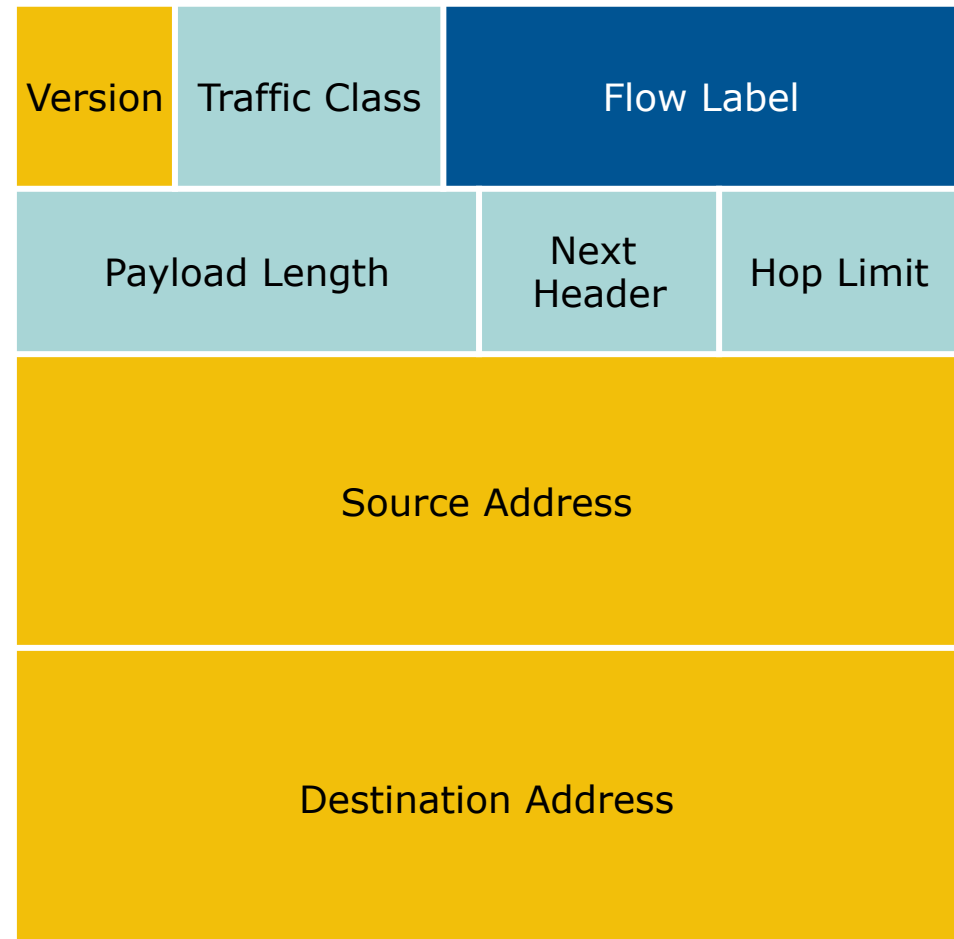 Version
Traffic Class
Flow Label
Payload Length
Next
Header
Hop Limit
Source Address
Destination Address